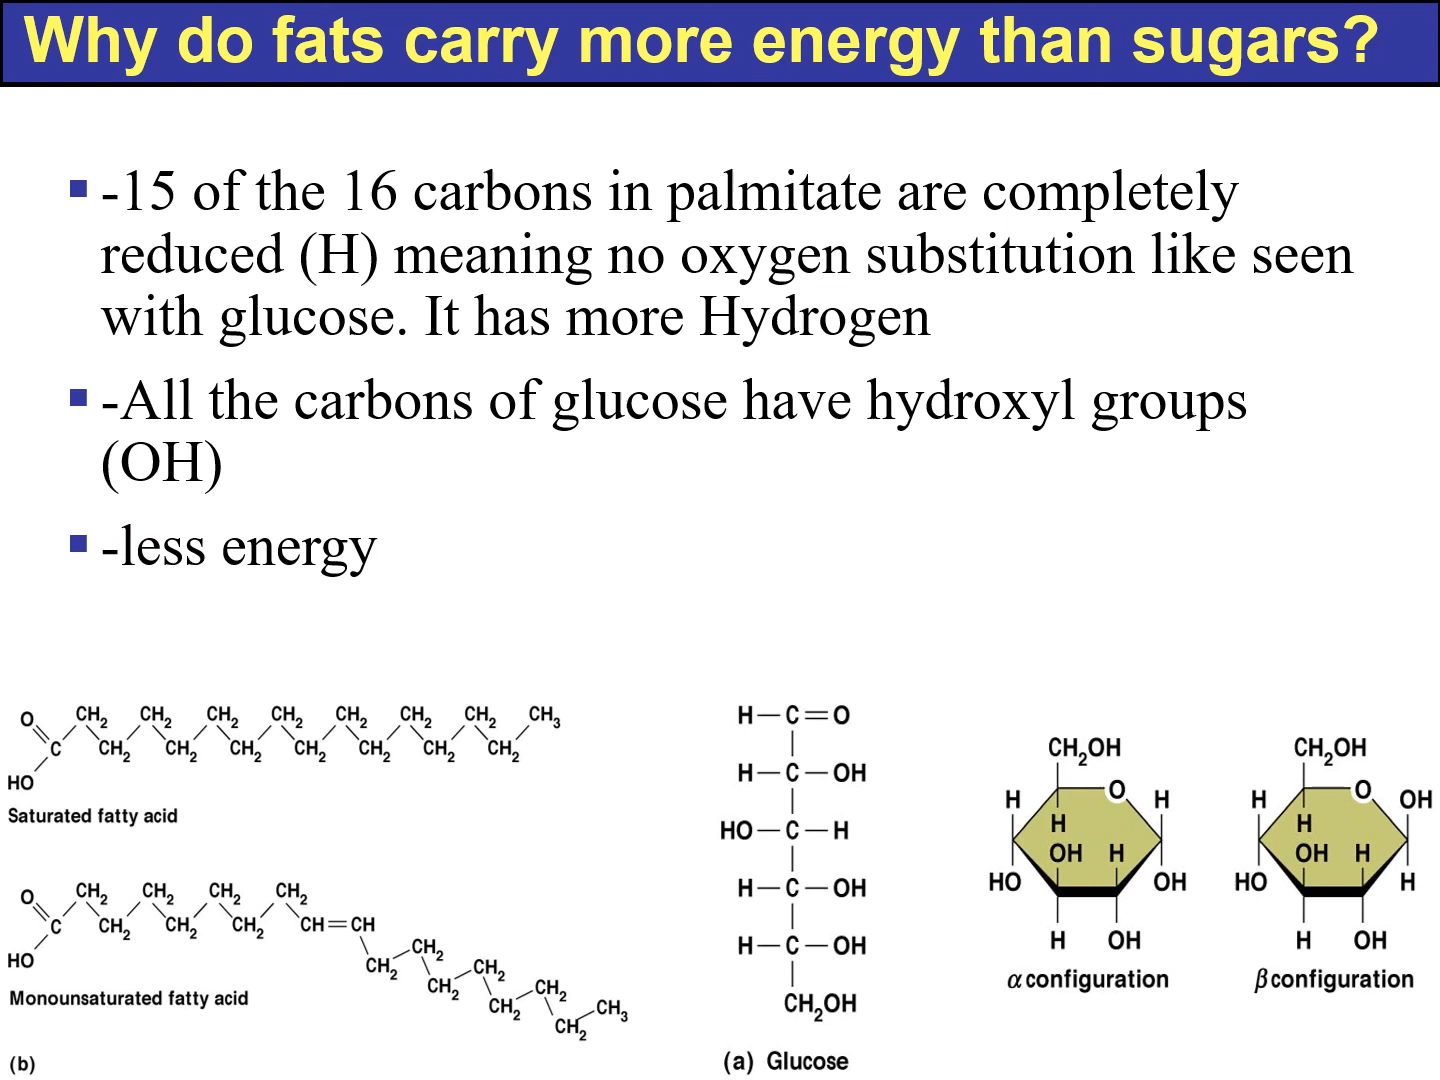 Why do fats carry more energy than sugars?
-15 of the 16 carbons in palmitate are completely
reduced (H) meaning no oxygen substitution like seen
with glucose. It has more Hydrogen
-All the carbons of glucose have hydroxyl groups
(OH)
-less energy
O CH2 CH2 CH2 CH2 CH2 CH2 CH2 CH3
C CH2 CH2 CH2 CH2 CH2 CH2 CH2
HO
Saturated fatty acid
O CH2 CH2 CH2 CH2
C CH2 CH2 CH2 CH=CH
HO
CH2 CH2 CH2 CH2 CH2 CH2 CH2 CH3
Monounsaturated fatty acid
(b)
H—C=O
H—C—OH
HO—C—H
H—C—OH
H—C—OH
CH2OH
(a) Glucose
CH2OH
H O H
H
OH H
HO OH
H OH
α configuration
CH2OH
H O OH
H
OH H
HO H
H OH
β configuration